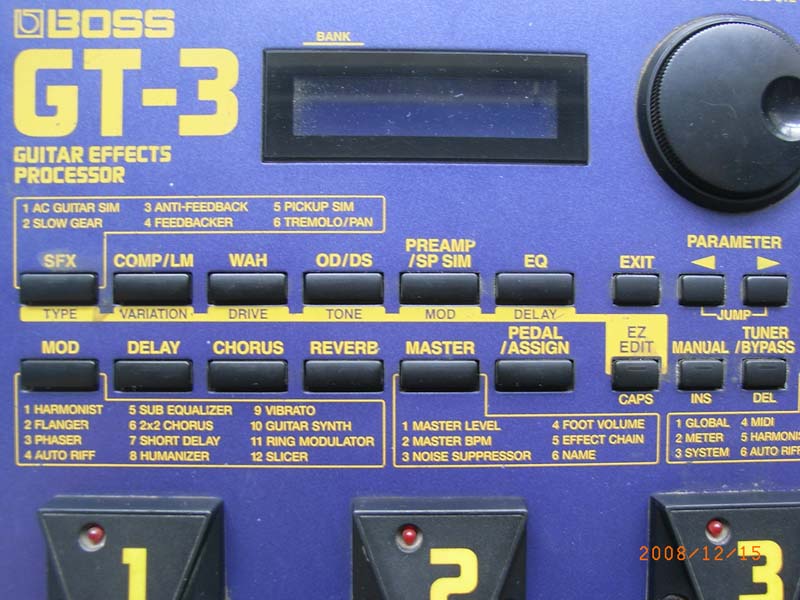 BOSS
BANK
GT-3
GUITAR EFFECTS
PROCESSOR
1 AC GUITAR SIM 3 ANTI-FEEDBACK 5 PICKUP SIM
2 SLOW GEAR 4 FEEDBACKER 6 TREMOLO/PAN
SFX COMP/LM WAH OD/DS PREAMP /SP SIM EQ EXIT PARAMETER
TYPE VARIATION DRIVE TONE MOD DELAY JUMP
MOD DELAY CHORUS REVERB MASTER PEDAL /ASSIGN EZ EDIT MANUAL TUNER /BYPASS
CAPS INS DEL
1 HARMONIST 5 SUB EQUALIZER 9 VIBRATO
2 FLANGER 6 2x2 CHORUS 10 GUITAR SYNTH
3 PHASER 7 SHORT DELAY 11 RING MODULATOR
4 AUTO RIFF 8 HUMANIZER 12 SLICER
1 MASTER LEVEL 4 FOOT VOLUME
2 MASTER BPM 5 EFFECT CHAIN
3 NOISE SUPPRESSOR 6 NAME
1 GLOBAL 4 MIDI
2 METER 5 HARMONIS
3 SYSTEM 6 AUTO RIFF
1 2 3
2008/12/15